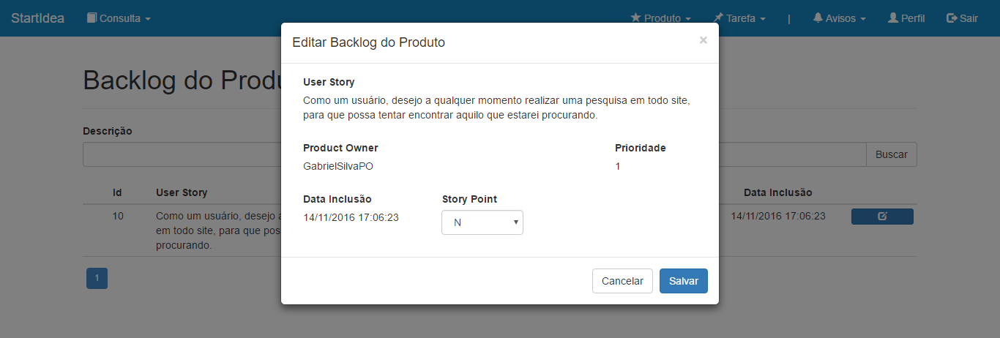 StartIdea Consulta Produto Tarefa | Avisos Perfil Sair
Editar Backlog do Produto ×
Backlog do Produ
User Story
Como um usuário, desejo a qualquer momento realizar uma pesquisa em todo site,
para que possa tentar encontrar aquilo que estarei procurando.
Product Owner Prioridade
GabrielSilvaPO 1
Data Inclusão Story Point
14/11/2016 17:06:23 N
Cancelar Salvar
Descrição
Buscar
Id User Story Data Inclusão
10 Como um usuário, desejo 14/11/2016 17:06:23
em todo site, para que pos
procurando.
1